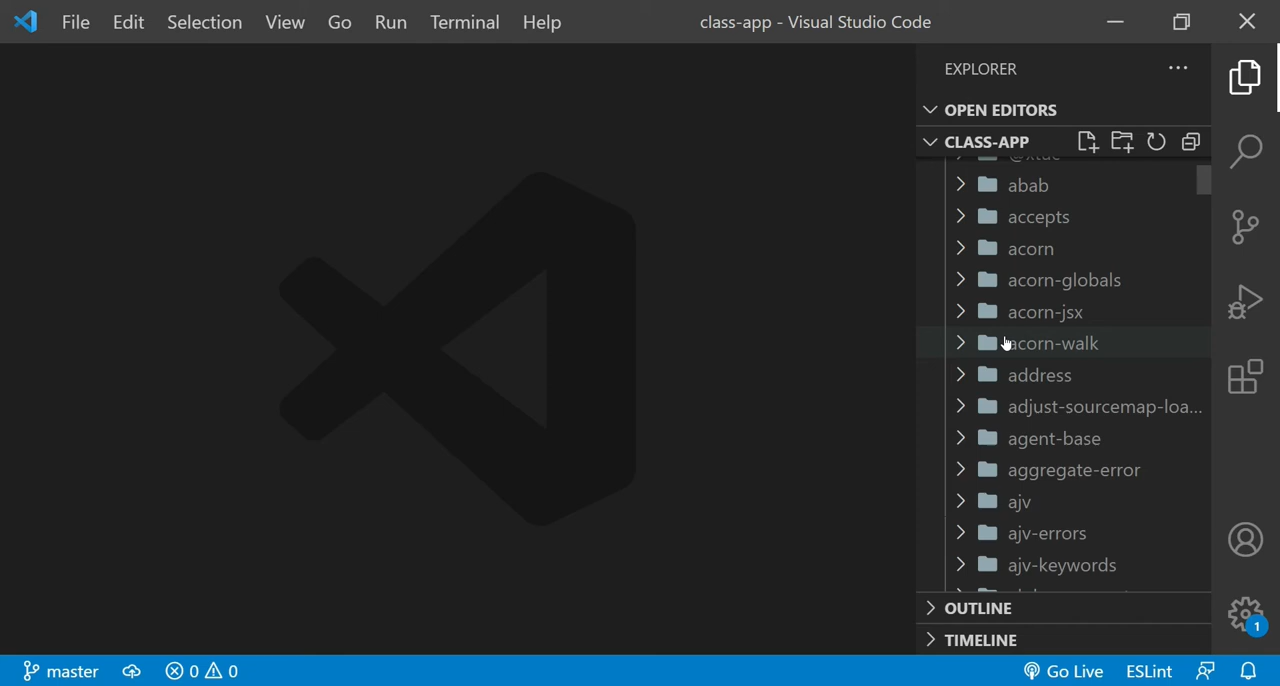 File Edit Selection View Go Run Terminal Help class-app - Visual Studio Code
EXPLORER
OPEN EDITORS
CLASS-APP
abab
accepts
acorn
acorn-globals
acorn-jsx
acorn-walk
address
adjust-sourcemap-loa...
agent-base
aggregate-error
ajv
ajv-errors
ajv-keywords
OUTLINE
TIMELINE
1
master 0 0 Go Live ESLint